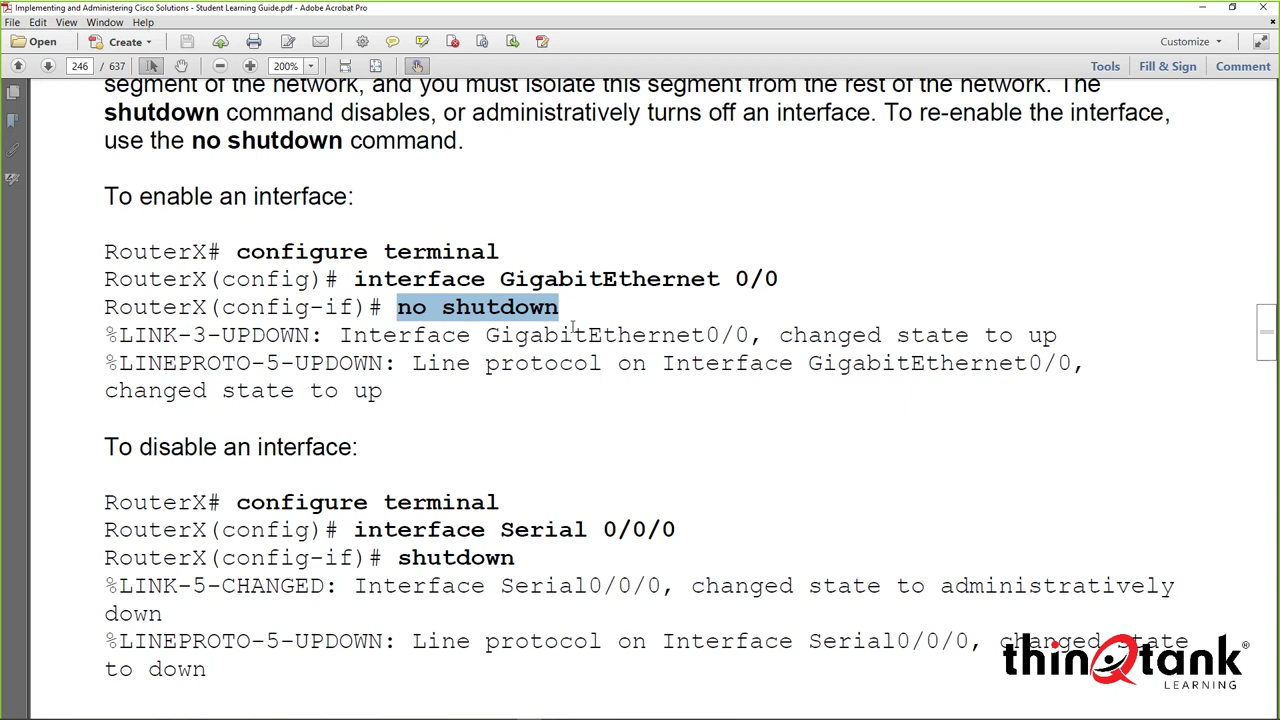 Implementing and Administering Cisco Solutions - Student Learning Guide.pdf - Adobe Acrobat Pro
File Edit View Window Help
Open Create Customize
246 / 637 200% Tools Fill & Sign Comment
segment of the network, and you must isolate this segment from the rest of the network. The
shutdown command disables, or administratively turns off an interface. To re-enable the interface,
use the no shutdown command.
To enable an interface:
RouterX# configure terminal
RouterX(config)# interface GigabitEthernet 0/0
RouterX(config-if)# no shutdown
%LINK-3-UPDOWN: Interface GigabitEthernet0/0, changed state to up
%LINEPROTO-5-UPDOWN: Line protocol on Interface GigabitEthernet0/0,
changed state to up
To disable an interface:
RouterX# configure terminal
RouterX(config)# interface Serial 0/0/0
RouterX(config-if)# shutdown
%LINK-5-CHANGED: Interface Serial0/0/0, changed state to administratively
down
%LINEPROTO-5-UPDOWN: Line protocol on Interface Serial0/0/0, changed state
to down
thinQtank®
LEARNING